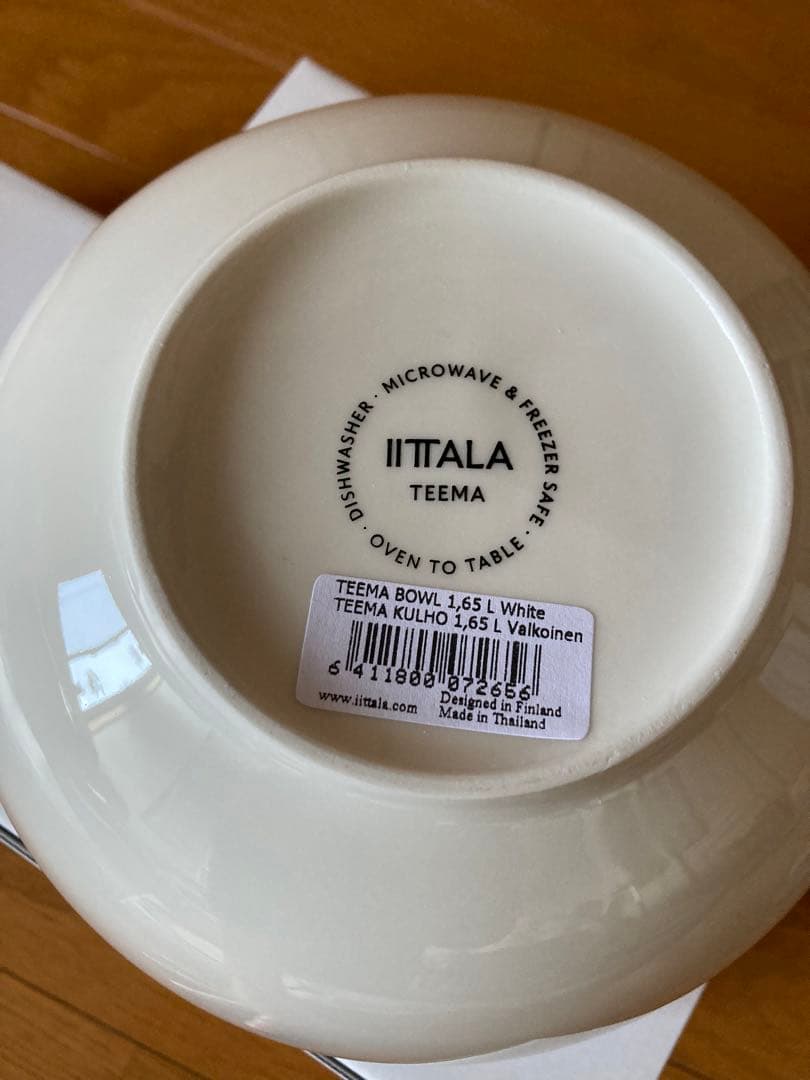 DISHWASHER · MICROWAVE & FREEZER SAFE · OVEN TO TABLE ·
IITTALA
TEEMA
TEEMA BOWL 1,65 L White
TEEMA KULHO 1,65 L Valkoinen
6 411800 072656
www.iittala.com
Designed in Finland
Made in Thailand